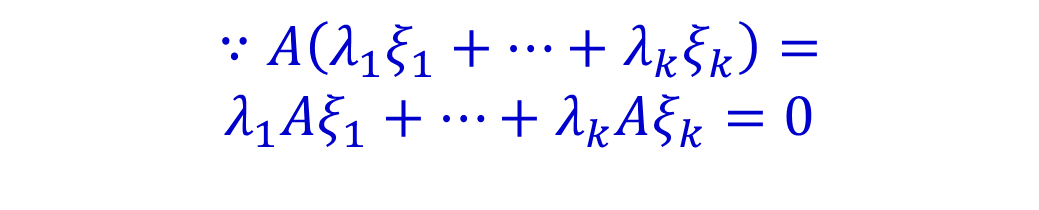 ∵ A(λ₁ξ₁ + ⋯ + λₖξₖ) =
λ₁Aξ₁ + ⋯ + λₖAξₖ = 0